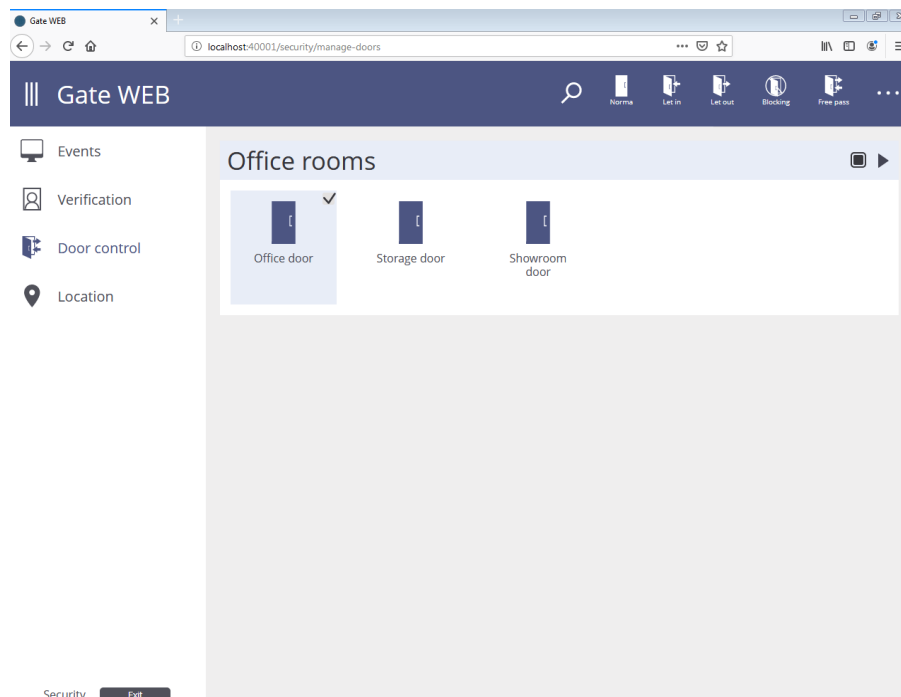 Gate WEB
localhost:40001/security/manage-doors
Gate WEB
Norma
Let in
Let out
Blocking
Free pass
Events
Verification
Door control
Location
Office rooms
Office door
Storage door
Showroom
door
Security
Exit